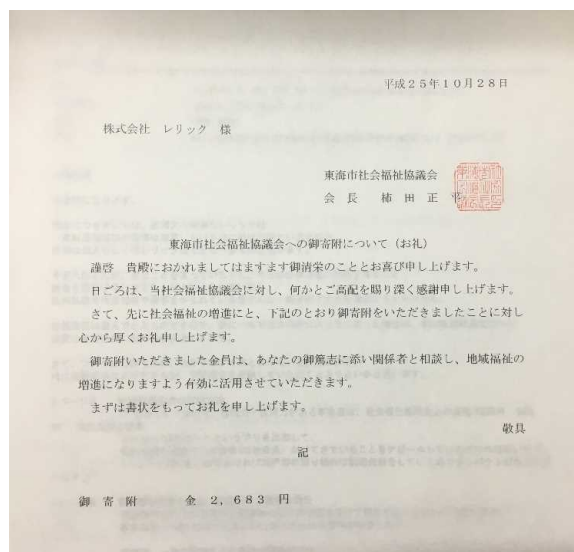 平成25年10月28日
株式会社 レリック 様
東海市社会福祉協議会
会長 柿田正
東海市社会福祉協議会への御寄附について(お礼)
謹啓 貴殿におかれましてはますます御清栄のこととお喜び申し上げます。
日ごろは、当社会福祉協議会に対し、何かとご高配を賜り深く感謝申し上げます。
さて、先に社会福祉の増進にと、下記のとおり御寄附をいただきましたことに対し
心から厚くお礼申し上げます。
御寄附いただきました金員は、あなたの御篤志に添い関係者と相談し、地域福祉の
増進になりますよう有効に活用させていただきます。
まずは書状をもってお礼を申し上げます。
敬具
記
御寄附 金 2,683 円